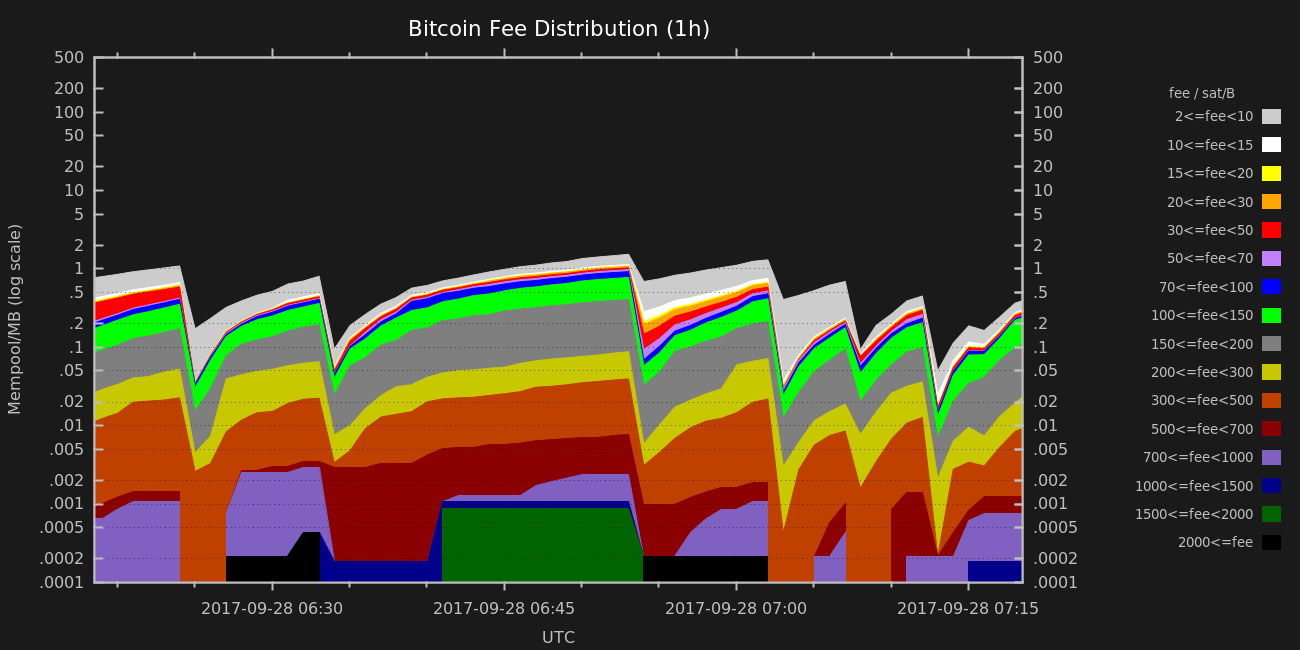 Bitcoin Fee Distribution (1h)
500 500
200 200
100 100
50 50
20 20
10 10
5 5
2 2
1 1
.5 .5
.2 .2
.1 .1
.05 .05
.02 .02
.01 .01
.005 .005
.002 .002
.001 .001
.0005 .0005
.0002 .0002
.0001 .0001
Mempool/MB (log scale)
2017-09-28 06:30 2017-09-28 06:45 2017-09-28 07:00 2017-09-28 07:15
UTC
fee / sat/B
2<=fee<10
10<=fee<15
15<=fee<20
20<=fee<30
30<=fee<50
50<=fee<70
70<=fee<100
100<=fee<150
150<=fee<200
200<=fee<300
300<=fee<500
500<=fee<700
700<=fee<1000
1000<=fee<1500
1500<=fee<2000
2000<=fee